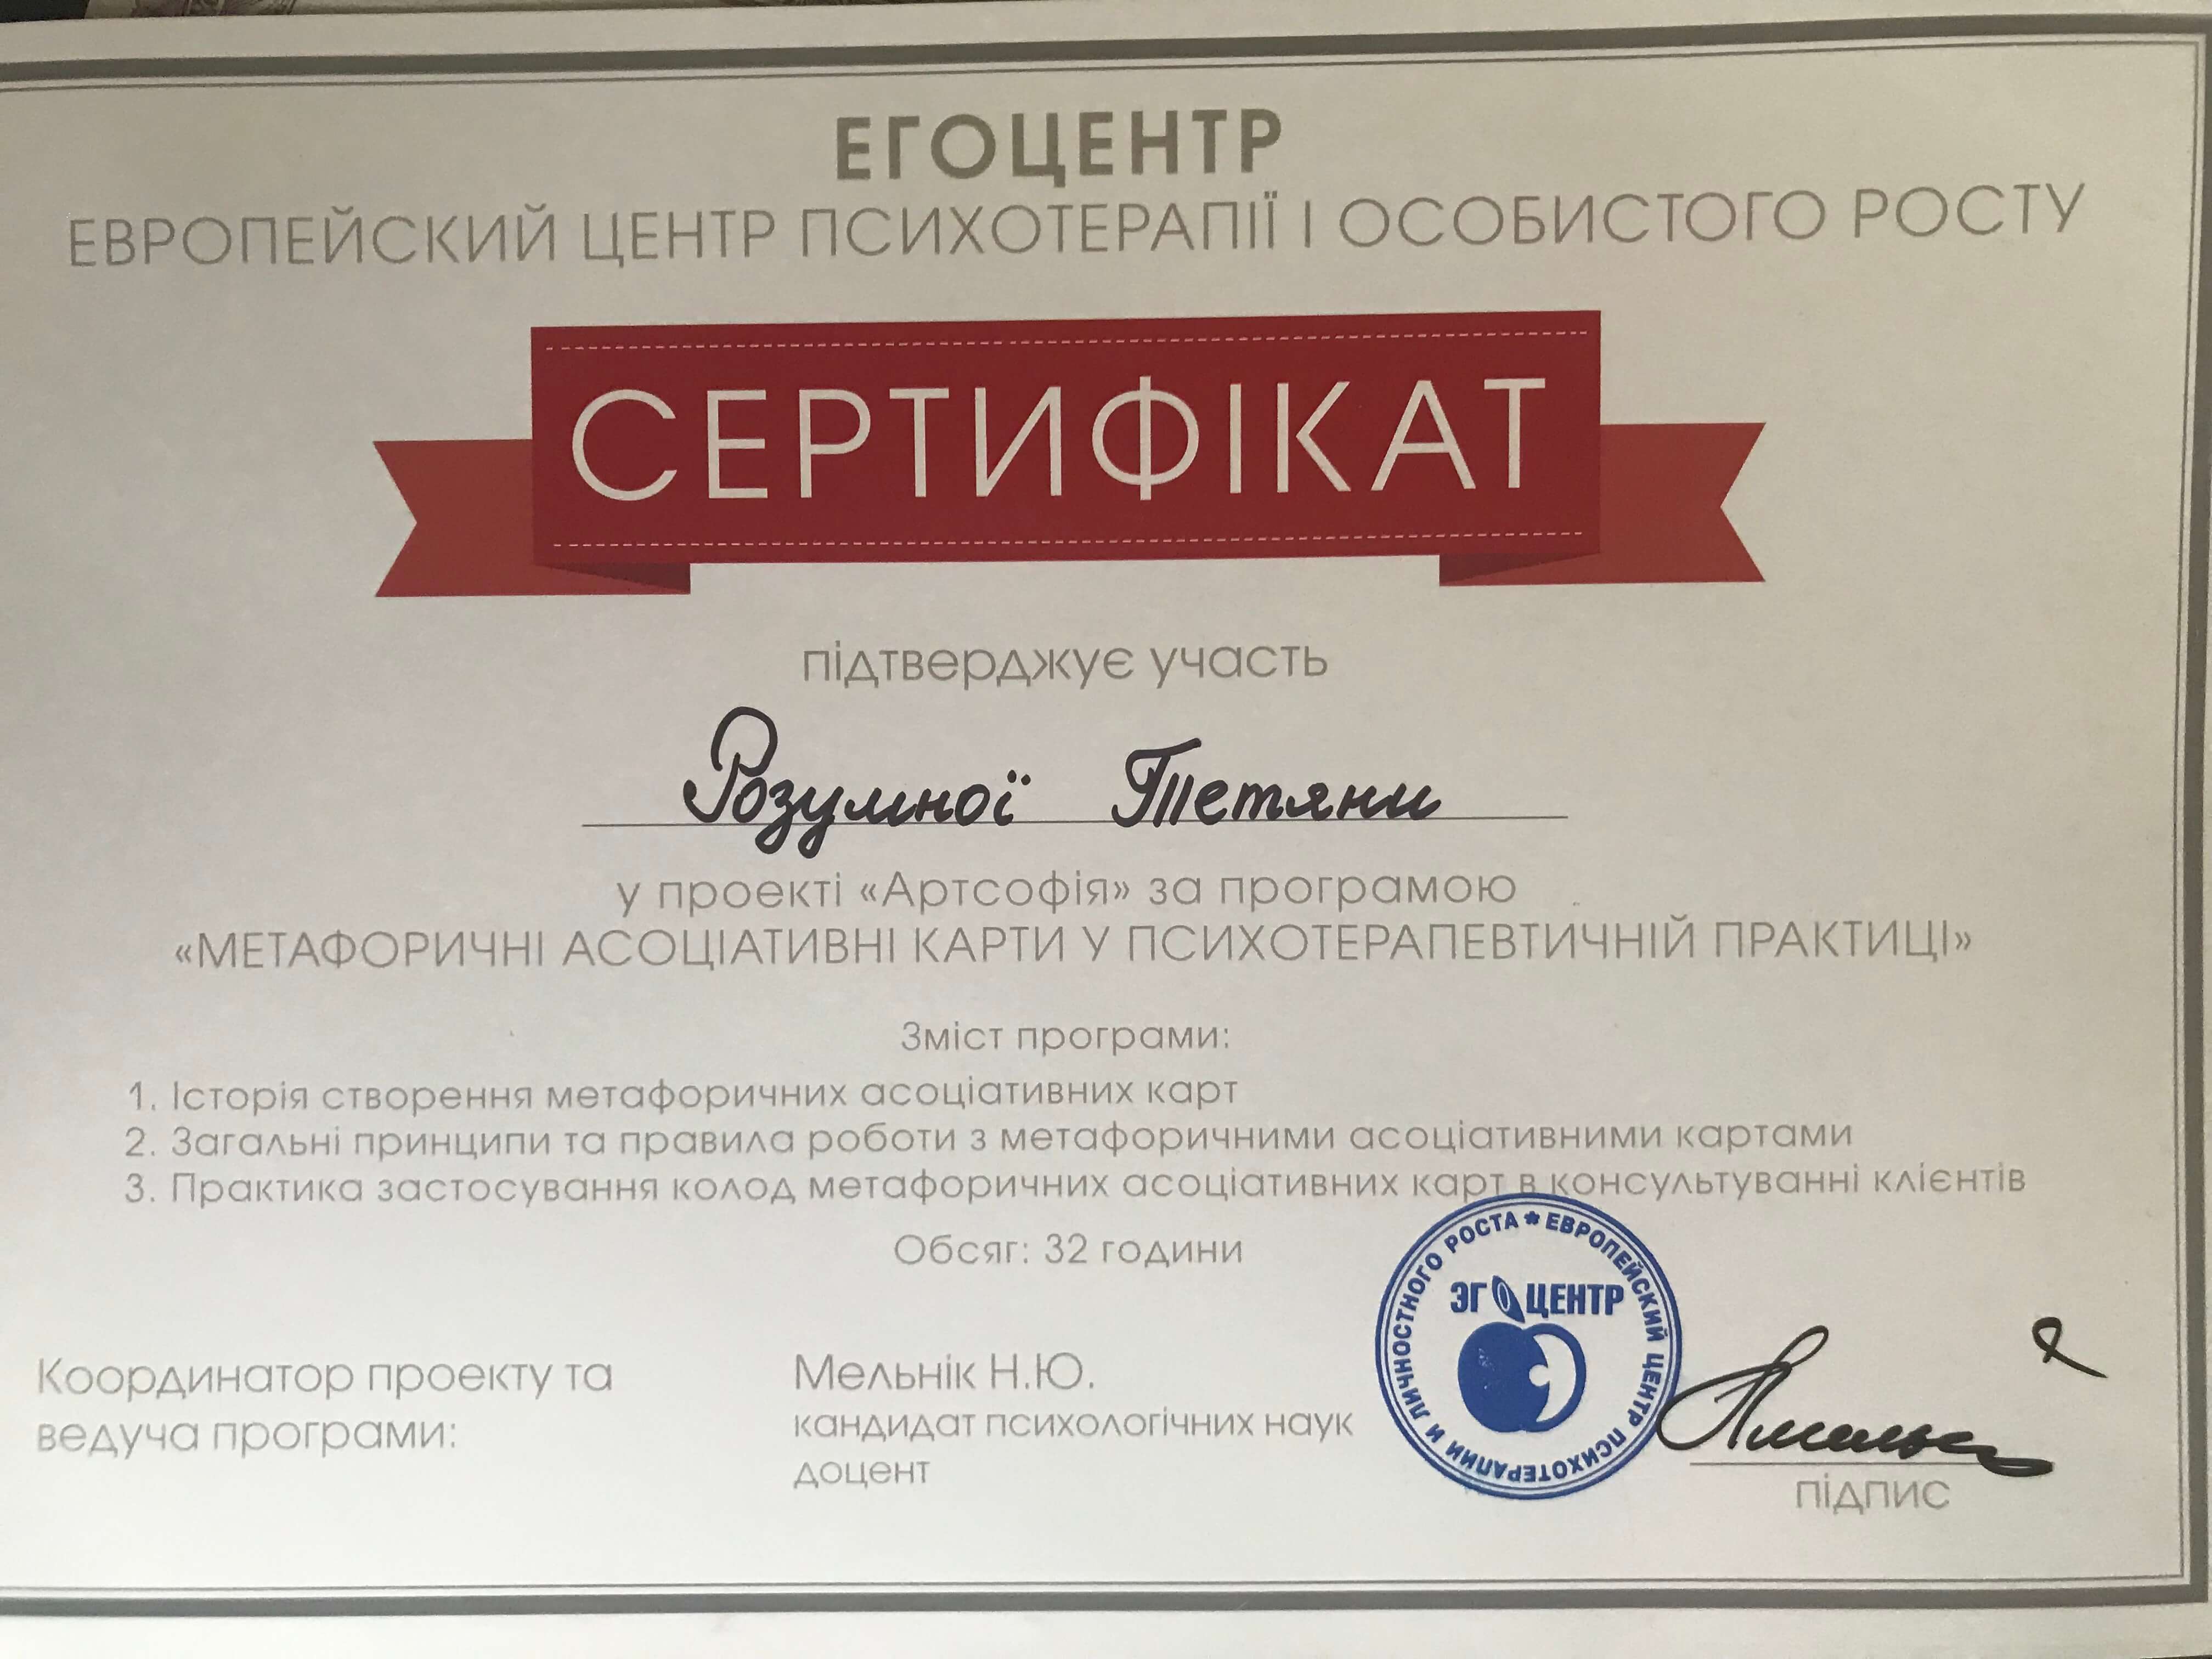 ЕГОЦЕНТР
ЕВРОПЕЙСКИЙ ЦЕНТР ПСИХОТЕРАПІЇ І ОСОБИСТОГО РОСТУ
СЕРТИФІКАТ
підтверджує участь
Розумної Тетяни
у проекті «Артсофія» за програмою
«МЕТАФОРИЧНІ АСОЦІАТИВНІ КАРТИ У ПСИХОТЕРАПЕВТИЧНІЙ ПРАКТИЦІ»
Зміст програми:
1. Історія створення метафоричних асоціативних карт
2. Загальні принципи та правила роботи з метафоричними асоціативними картами
3. Практика застосування колод метафоричних асоціативних карт в консультуванні клієнтів
Обсяг: 32 години
Координатор проекту та
ведуча програми:
Мельнік Н.Ю.
кандидат психологічних наук
доцент
ЕВРОПЕЙСКИЙ ЦЕНТР ПСИХОТЕРАПИИ И ЛИЧНОСТНОГО РОСТА
ЭГОЦЕНТР
підпис